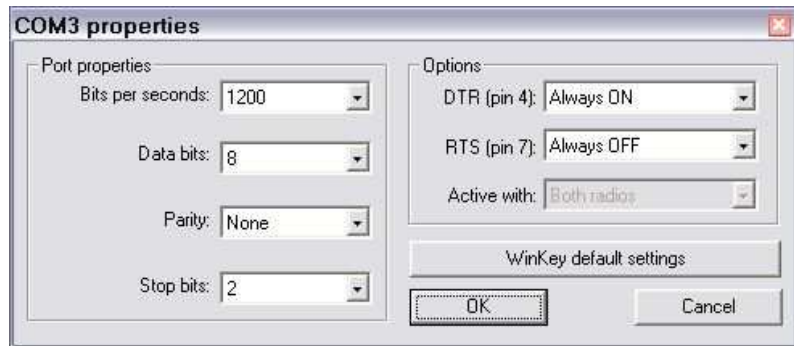 COM3 properties
Port properties
Bits per seconds: 1200
Data bits: 8
Parity: None
Stop bits: 2
Options
DTR (pin 4): Always ON
RTS (pin 7): Always OFF
Active with: Both radios
WinKey default settings
OK
Cancel